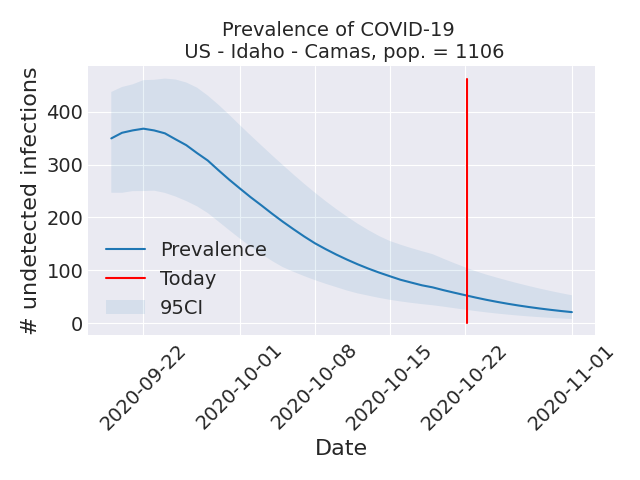 Prevalence of COVID-19
US - Idaho - Camas, pop. = 1106
# undetected infections
400
300
200
100
0
Prevalence
Today
95CI
2020-09-22
2020-10-01
2020-10-08
2020-10-15
2020-10-22
2020-11-01
Date